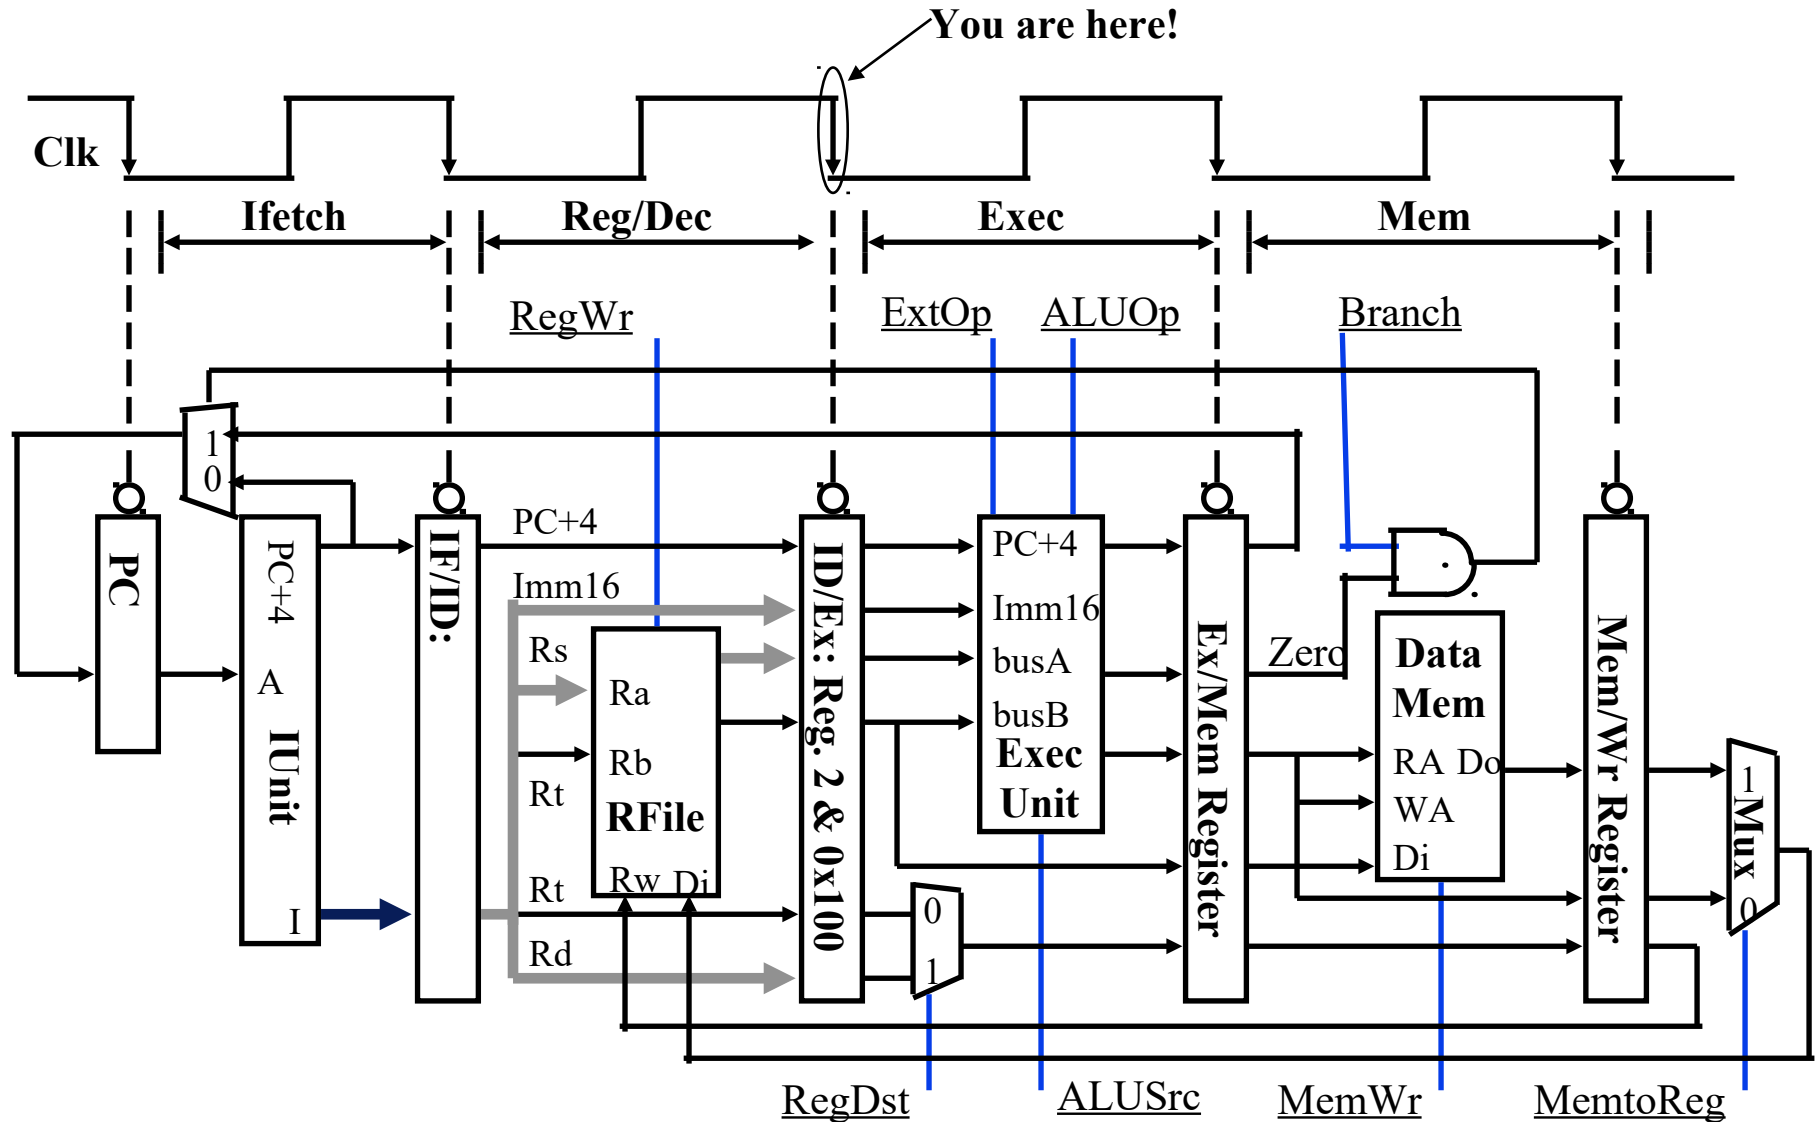 You are here!
Clk
Ifetch
Reg/Dec
Exec
Mem
RegWr
ExtOp
ALUOp
Branch
1
0
PC
PC+4
A
IUnit
I
IF/ID:
PC+4
Imm16
Rs
Rt
Rt
Rd
Ra
Rb
RFile
Rw Di
ID/Ex: Reg. 2 & 0x100
PC+4
Imm16
busA
busB
Exec
Unit
0
1
Ex/Mem Register
Zero
Data
Mem
RA Do
WA
Di
Mem/Wr Register
1
Mux
0
RegDst
ALUSrc
MemWr
MemtoReg